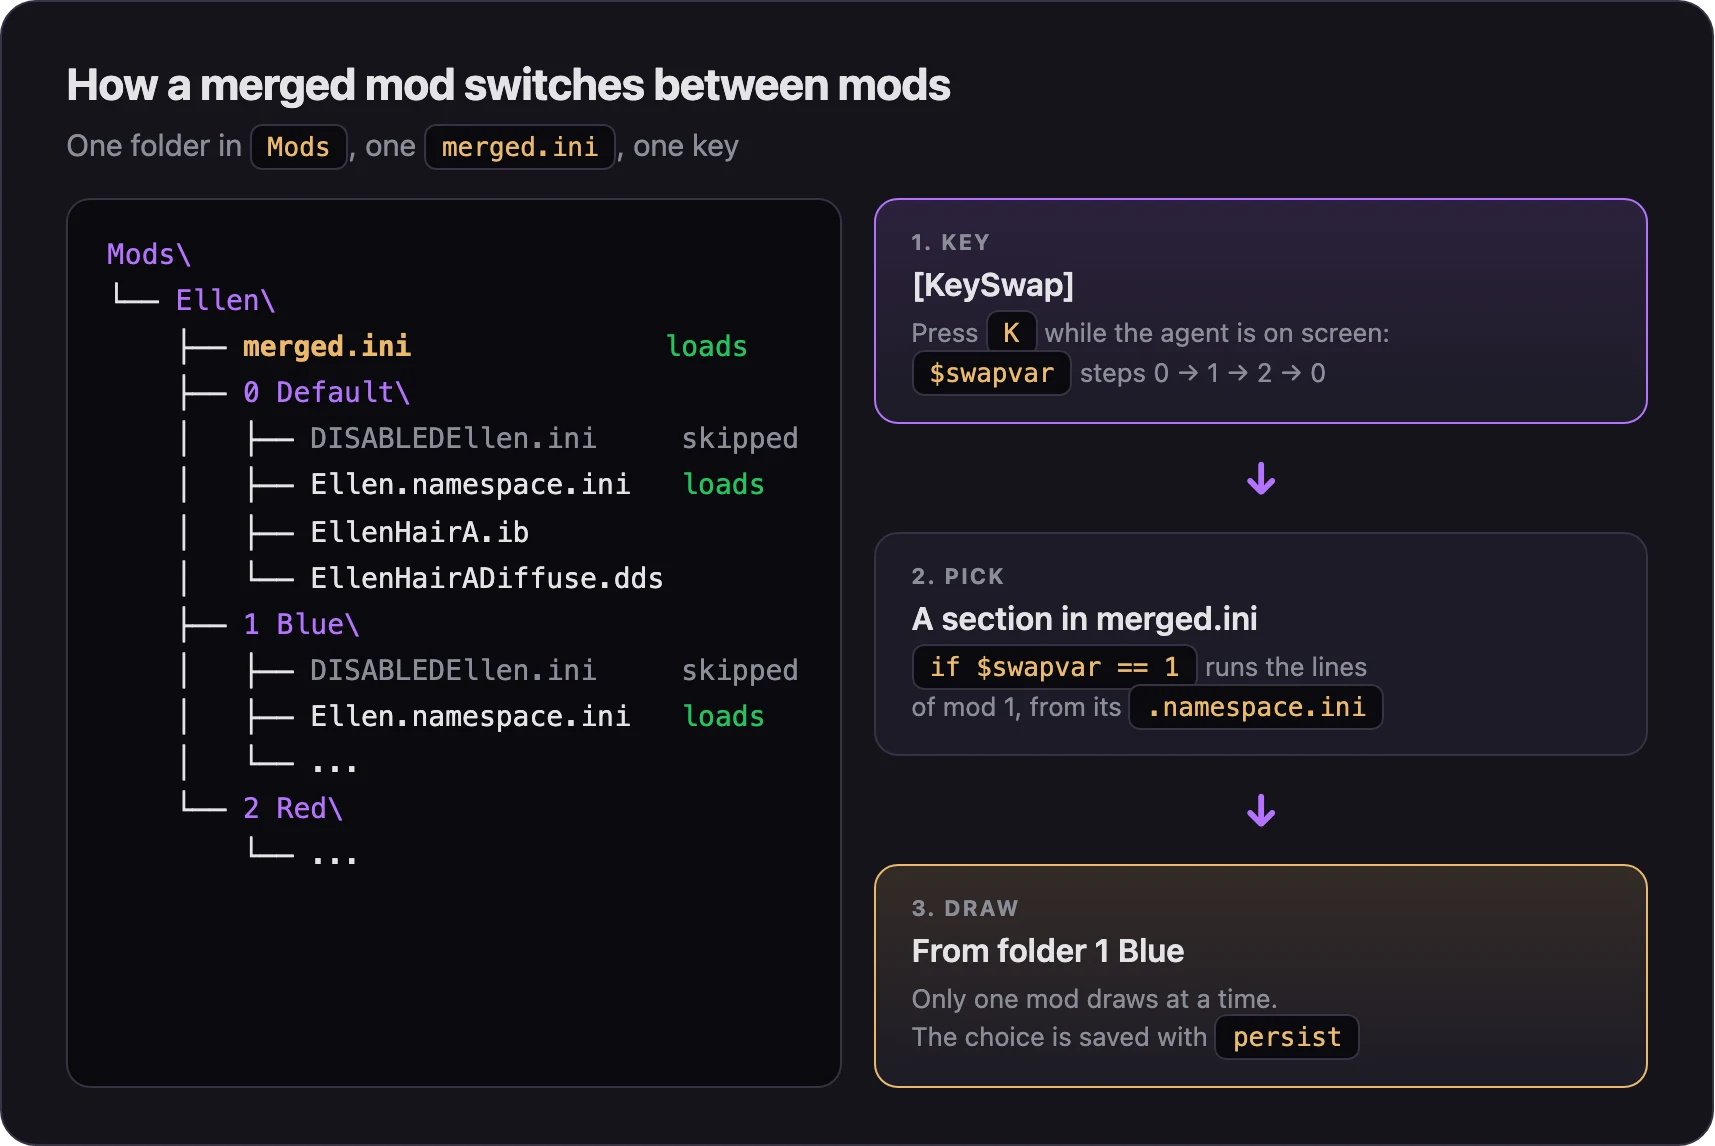 How a merged mod switches between mods
One folder in Mods, one merged.ini, one key
Mods\
└── Ellen\
├── merged.ini loads
├── 0 Default\
│ ├── DISABLEDEllen.ini skipped
│ ├── Ellen.namespace.ini loads
│ ├── EllenHairA.ib
│ └── EllenHairADiffuse.dds
├── 1 Blue\
│ ├── DISABLEDEllen.ini skipped
│ ├── Ellen.namespace.ini loads
│ └── ...
└── 2 Red\
└── ...
1. KEY
[KeySwap]
Press K while the agent is on screen:
$swapvar steps 0 → 1 → 2 → 0
2. PICK
A section in merged.ini
if $swapvar == 1 runs the lines
of mod 1, from its .namespace.ini
3. DRAW
From folder 1 Blue
Only one mod draws at a time.
The choice is saved with persist